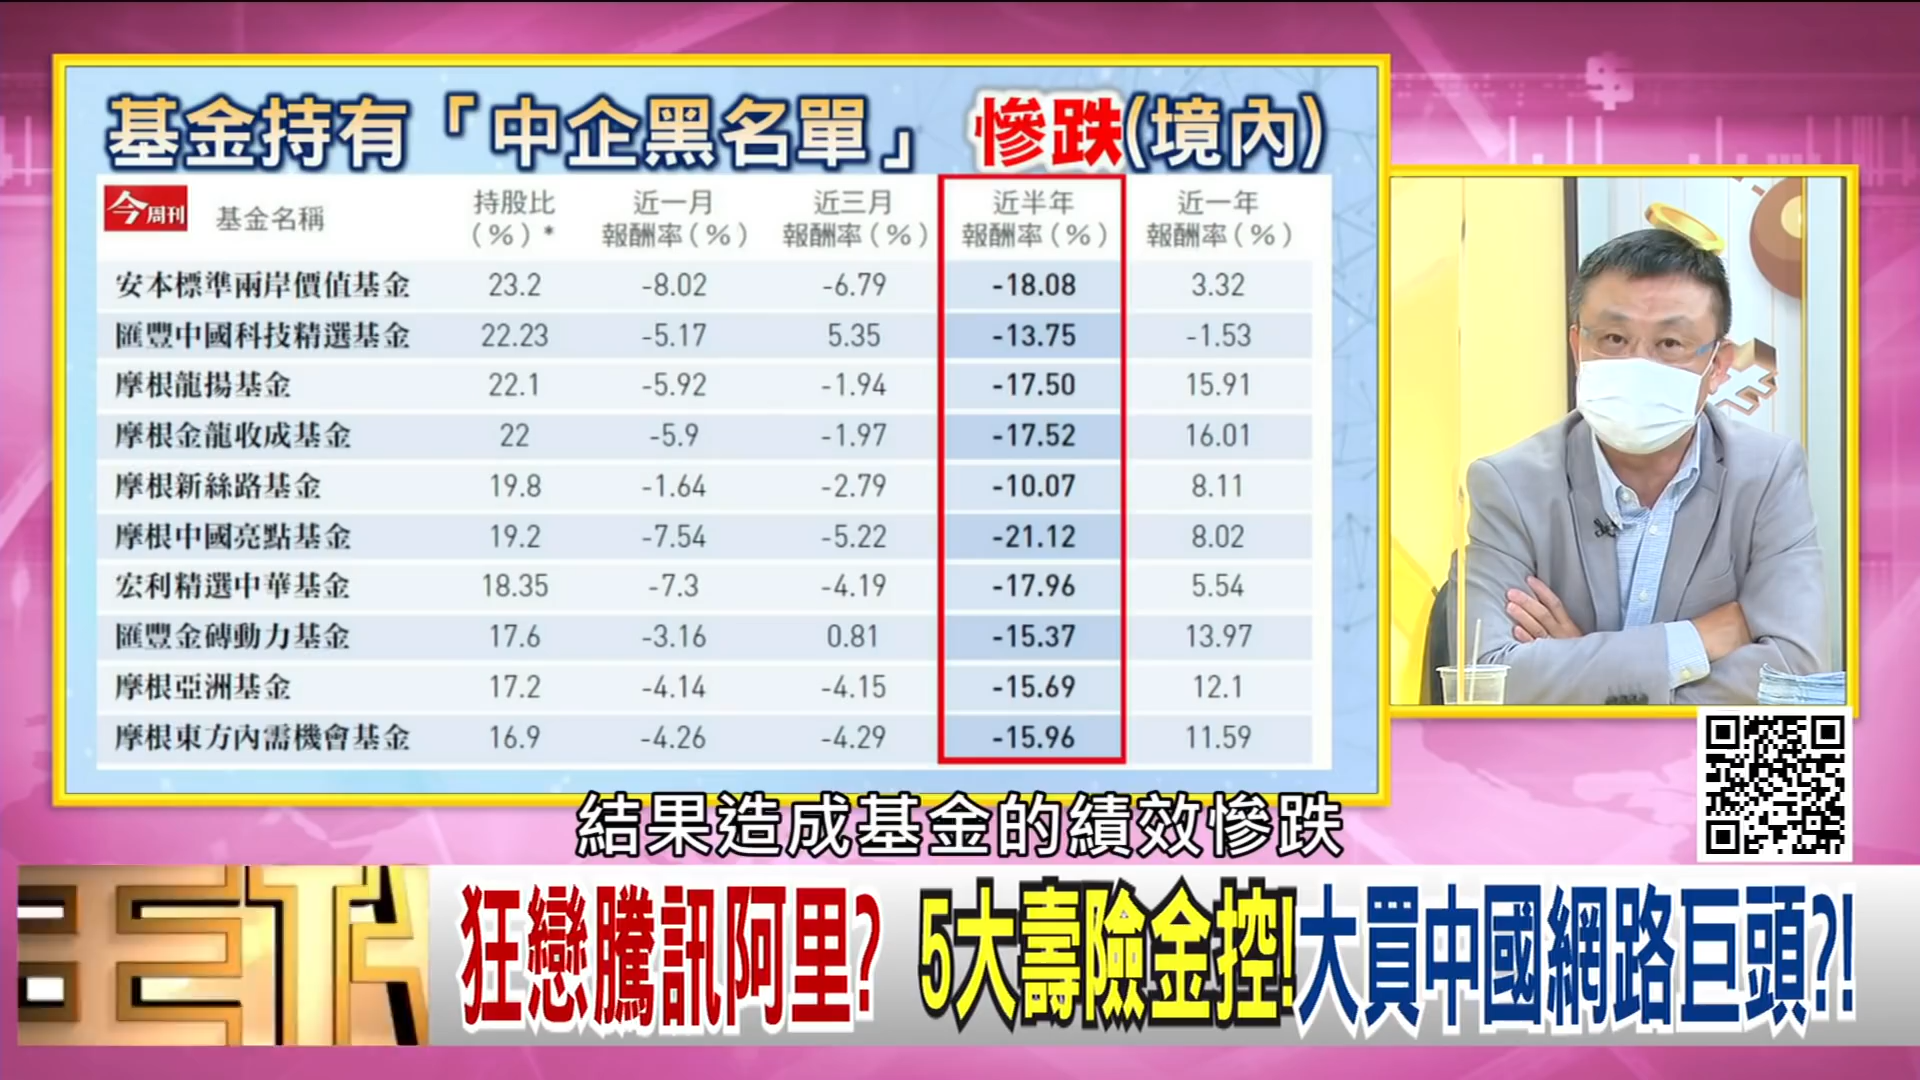 基金持有「中企黑名單」 慘跌(境內)
今周刊 基金名稱 持股比(%)* 近一月報酬率(%) 近三月報酬率(%) 近半年報酬率(%) 近一年報酬率(%)
安本標準兩岸價值基金 23.2 -8.02 -6.79 -18.08 3.32
匯豐中國科技精選基金 22.23 -5.17 5.35 -13.75 -1.53
摩根龍揚基金 22.1 -5.92 -1.94 -17.50 15.91
摩根金龍收成基金 22 -5.9 -1.97 -17.52 16.01
摩根新絲路基金 19.8 -1.64 -2.79 -10.07 8.11
摩根中國亮點基金 19.2 -7.54 -5.22 -21.12 8.02
宏利精選中華基金 18.35 -7.3 -4.19 -17.96 5.54
匯豐金磚動力基金 17.6 -3.16 0.81 -15.37 13.97
摩根亞洲基金 17.2 -4.14 -4.15 -15.69 12.1
摩根東方內需機會基金 16.9 -4.26 -4.29 -15.96 11.59
結果造成基金的績效慘跌
狂戀騰訊阿里? 5大壽險金控!大買中國網路巨頭?!